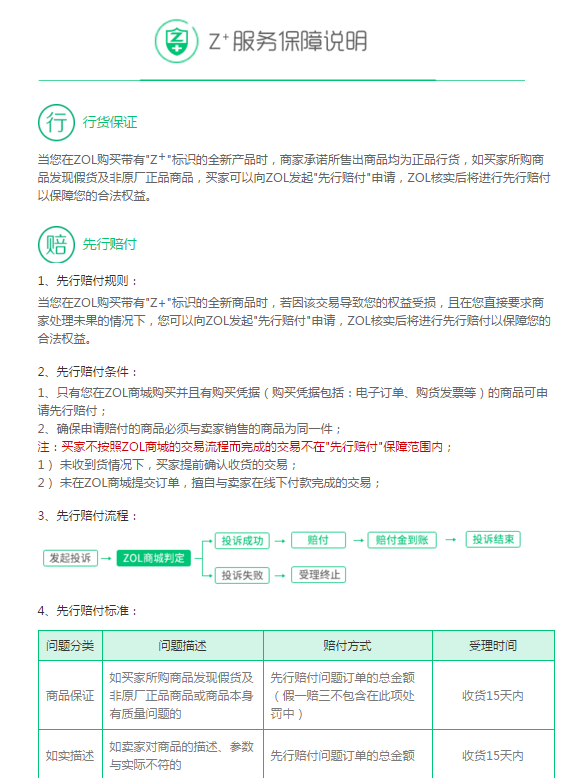 Z⁺服务保障说明
行 行货保证
当您在ZOL购买带有"Z⁺"标识的全新产品时，商家承诺所售出商品均为正品行货，如买家所购商
品发现假货及非原厂正品商品，买家可以向ZOL发起"先行赔付"申请，ZOL核实后将进行先行赔付
以保障您的合法权益。
赔 先行赔付
1、先行赔付规则：
当您在ZOL购买带有"Z+"标识的全新商品时，若因该交易导致您的权益受损，且在您直接要求商
家处理未果的情况下，您可以向ZOL发起"先行赔付"申请，ZOL核实后将进行先行赔付以保障您的
合法权益。
2、先行赔付条件：
1、只有您在ZOL商城购买并且有购买凭据（购买凭据包括：电子订单、购货发票等）的商品可申
请先行赔付；
2、确保申请赔付的商品必须与卖家销售的商品为同一件；
注：买家不按照ZOL商城的交易流程而完成的交易不在"先行赔付"保障范围内；
1） 未收到货情况下，买家提前确认收货的交易；
2） 未在ZOL商城提交订单，擅自与卖家在线下付款完成的交易；
3、先行赔付流程：
投诉成功 赔付 赔付金到账 投诉结束
发起投诉 ZOL商城判定
投诉失败 受理终止
4、先行赔付标准：
问题分类 问题描述 赔付方式 受理时间
如买家所购商品发现假货及 先行赔付问题订单的总金额
商品保证 非原厂正品商品或商品本身 （假一赔三不包含在此项处 收货15天内
有质量问题的 罚中）
如实描述 如卖家对商品的描述、参数 先行赔付问题订单的总金额 收货15天内
与实际不符的